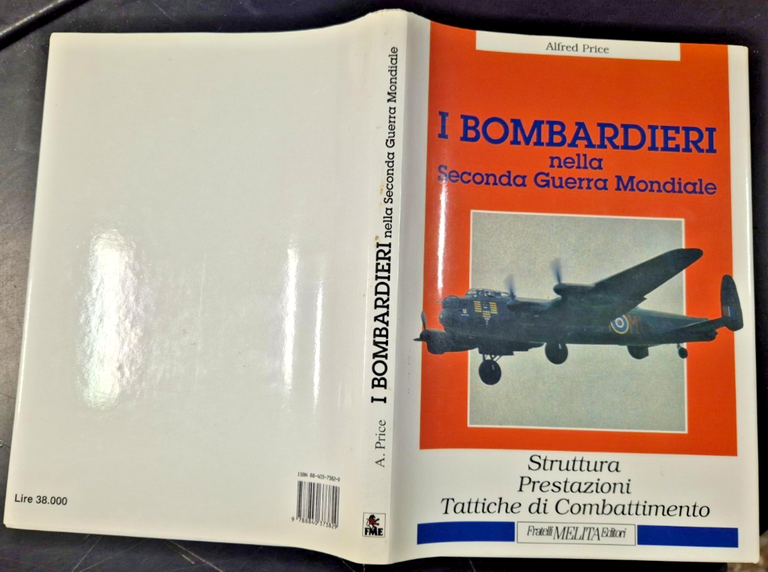 Alfred Price
I BOMBARDIERI
nella
Seconda Guerra Mondiale
Struttura
Prestazioni
Tattiche di Combattimento
Fratelli MELITA Editori
A. Price I BOMBARDIERI nella Seconda Guerra Mondiale
FME
Lire 38.000